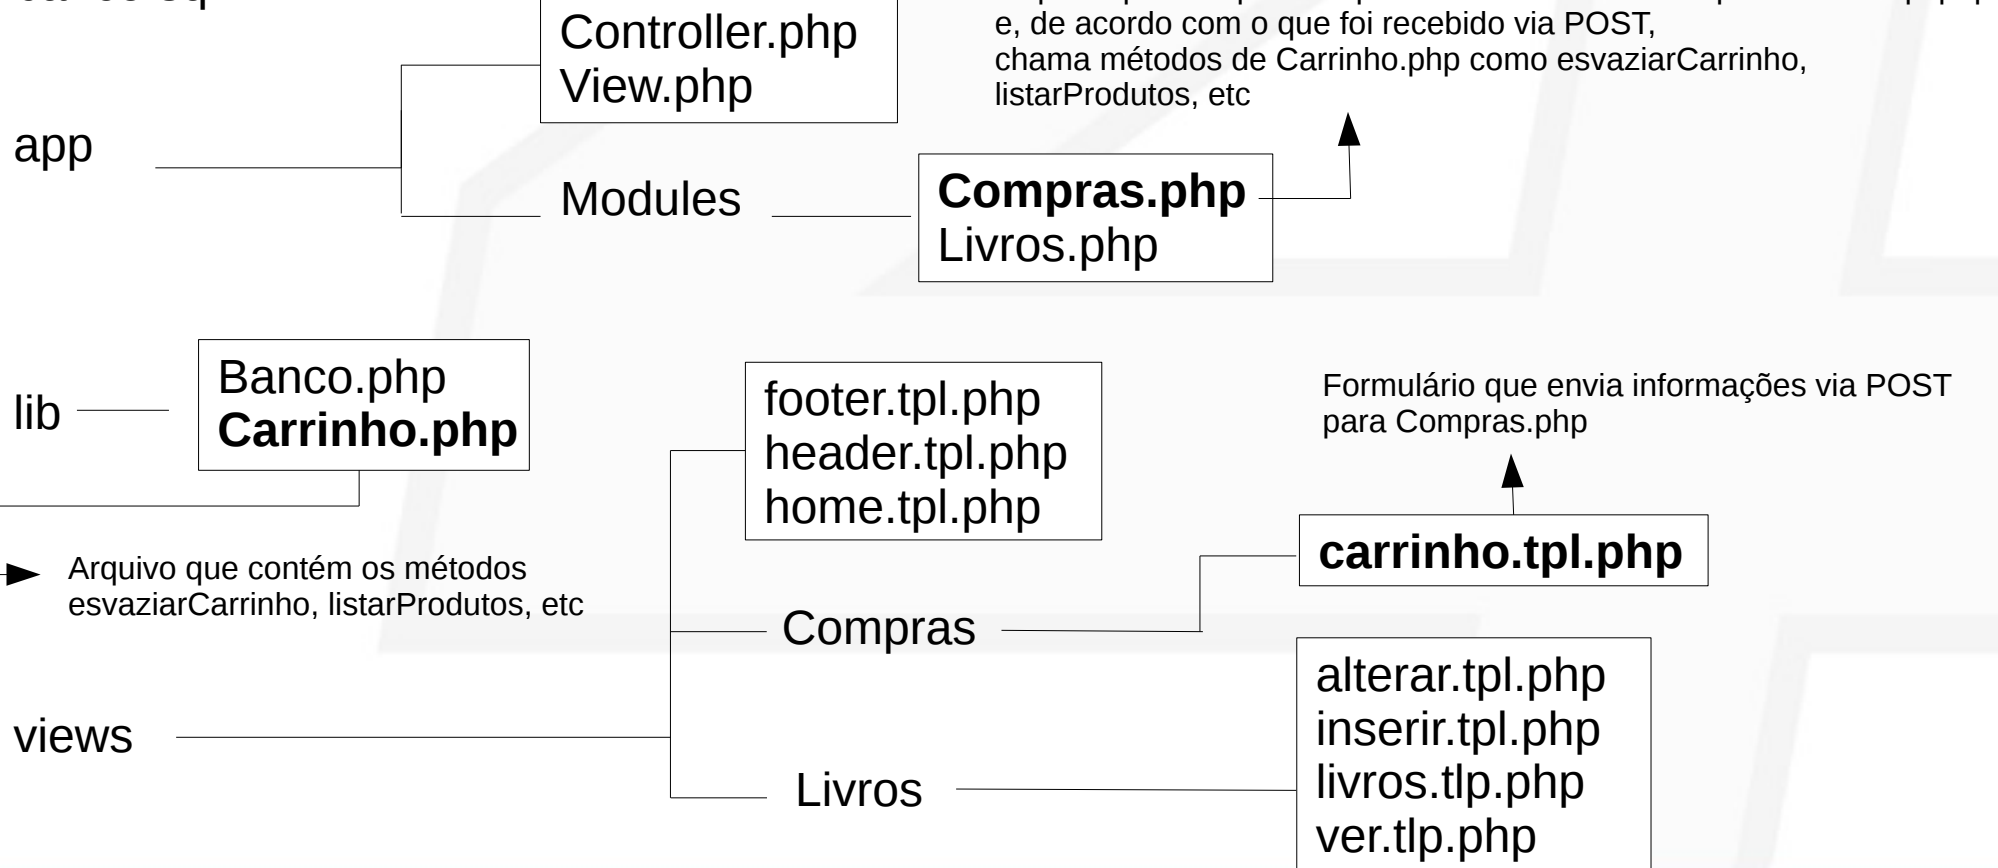 Controller.php
View.php
e, de acordo com o que foi recebido via POST,
chama métodos de Carrinho.php como esvaziarCarrinho,
listarProdutos, etc
app
Modules
Compras.php
Livros.php
lib
Banco.php
Carrinho.php
footer.tpl.php
header.tpl.php
home.tpl.php
Formulário que envia informações via POST
para Compras.php
carrinho.tpl.php
Arquivo que contém os métodos
esvaziarCarrinho, listarProdutos, etc
Compras
views
Livros
alterar.tpl.php
inserir.tpl.php
livros.tlp.php
ver.tlp.php